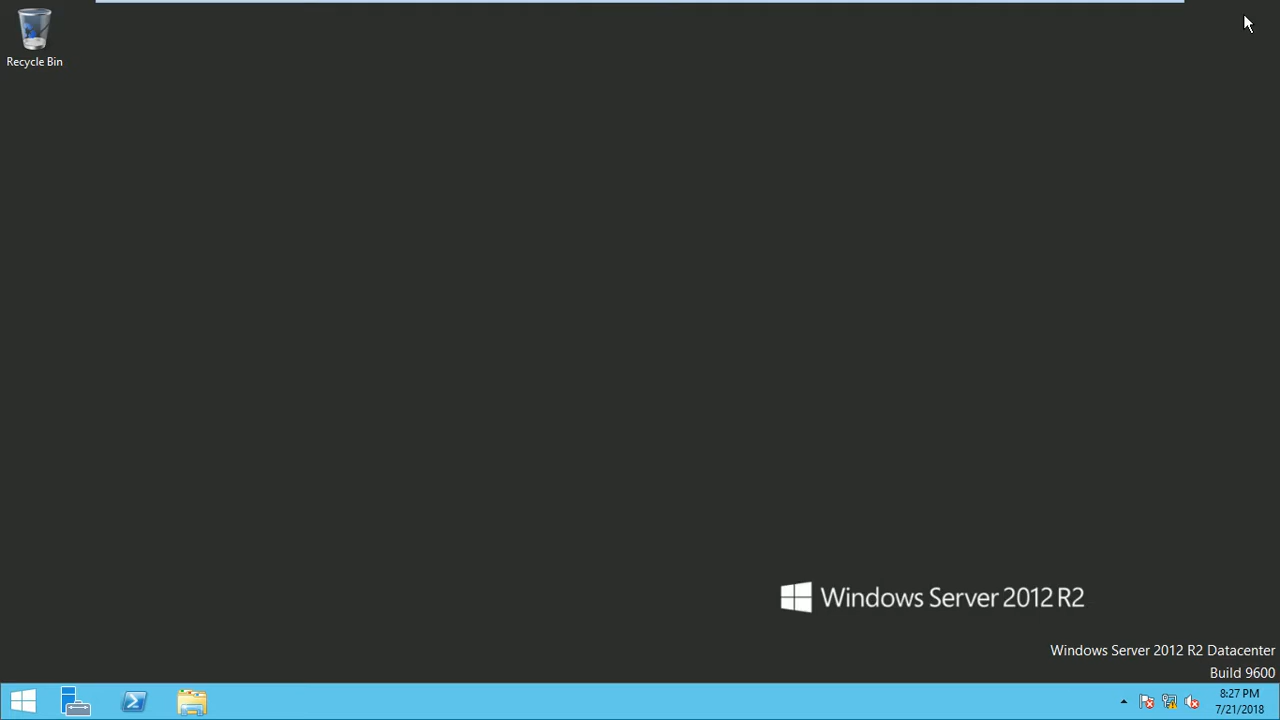 Recycle Bin
Windows Server 2012 R2
Windows Server 2012 R2 Datacenter
Build 9600
8:27 PM
7/21/2018